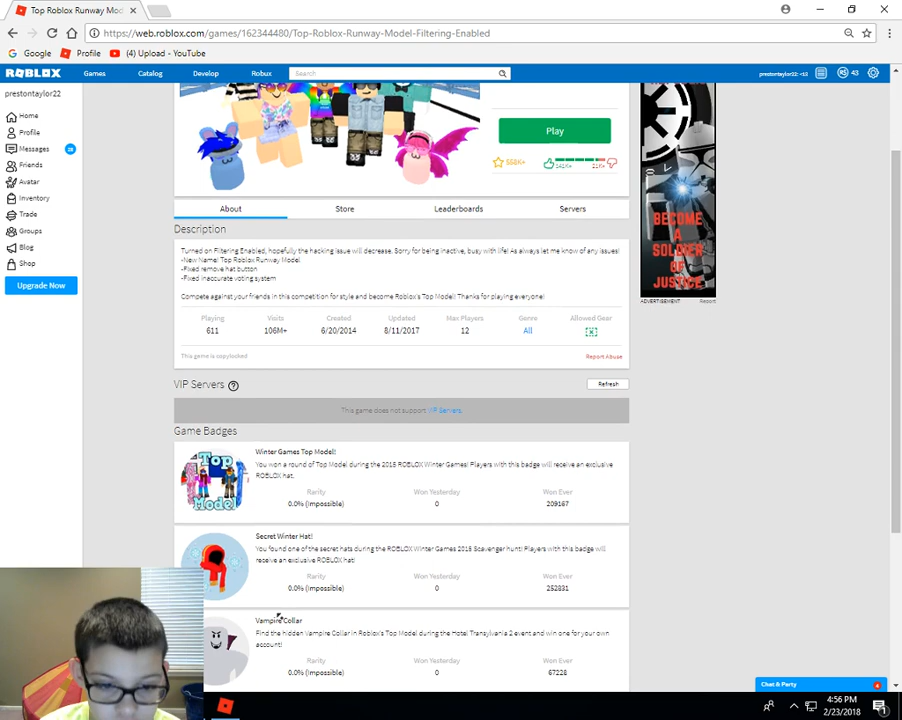 Top Roblox Runway Mod
https://web.roblox.com/games/162344480/Top-Roblox-Runway-Model-Filtering-Enabled
Google Profile (4) Upload - YouTube
ROBLOX Games Catalog Develop Robux Search prestontaylor22: <13 43
prestontaylor22
Home
Profile
Messages
Friends
Avatar
Inventory
Trade
Groups
Blog
Shop
Upgrade Now
Play
558K+ 141K+ 21K+
About Store Leaderboards Servers
Description
Turned on Filtering Enabled, hopefully the hacking issue will decrease. Sorry for being inactive, busy with life! As always let me know of any issues!
-New Name! Top Roblox Runway Model
-Fixed remove hat button
-Fixed inaccurate voting system
Compete against your friends in this competition for style and become Roblox's Top Model! Thanks for playing everyone!
Playing Visits Created Updated Max Players Genre Allowed Gear
611 106M+ 6/20/2014 8/11/2017 12 All
This game is copylocked Report Abuse
VIP Servers ? Refresh
This game does not support VIP Servers.
Game Badges
Top Model
Winter Games Top Model!
You won a round of Top Model during the 2015 ROBLOX Winter Games! Players with this badge will receive an exclusive
ROBLOX hat.
Rarity Won Yesterday Won Ever
0.0% (Impossible) 0 209167
Secret Winter Hat!
You found one of the secret hats during the ROBLOX Winter Games 2015 Scavenger hunt! Players with this badge will
receive an exclusive ROBLOX hat!
Rarity Won Yesterday Won Ever
0.0% (Impossible) 0 252831
Vampire Collar
Find the hidden Vampire Collar in Roblox's Top Model during the Hotel Transylvania 2 event and win one for your own
account!
Rarity Won Yesterday Won Ever
0.0% (Impossible) 0 67228
BECOME
A
SOLDIER
OF
JUSTICE
ADVERTISEMENT Report
Chat & Party
4:56 PM
2/23/2018